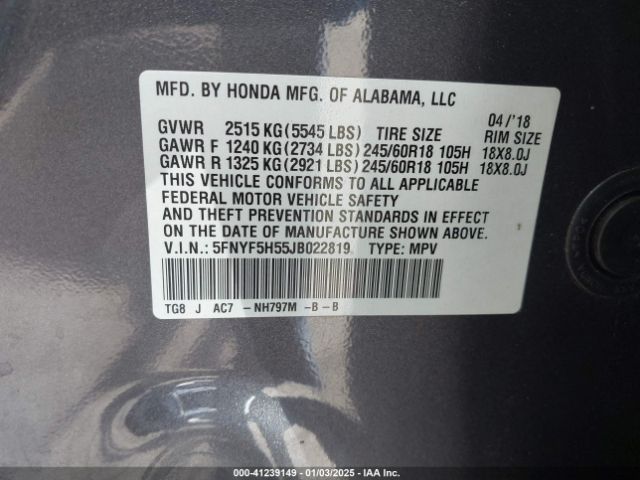 MFD. BY HONDA MFG. OF ALABAMA, LLC
04/'18
GVWR 2515 KG (5545 LBS) TIRE SIZE RIM SIZE
GAWR F 1240 KG (2734 LBS) 245/60R18 105H 18X8.0J
GAWR R 1325 KG (2921 LBS) 245/60R18 105H 18X8.0J
THIS VEHICLE CONFORMS TO ALL APPLICABLE
FEDERAL MOTOR VEHICLE SAFETY
AND THEFT PREVENTION STANDARDS IN EFFECT
ON THE DATE OF MANUFACTURE SHOWN ABOVE.
V.I.N.: 5FNYF5H55JB022819 TYPE: MPV
TG8 J AC7 - NH797M - B - B
000-41239149 - 01/03/2025 - IAA Inc.